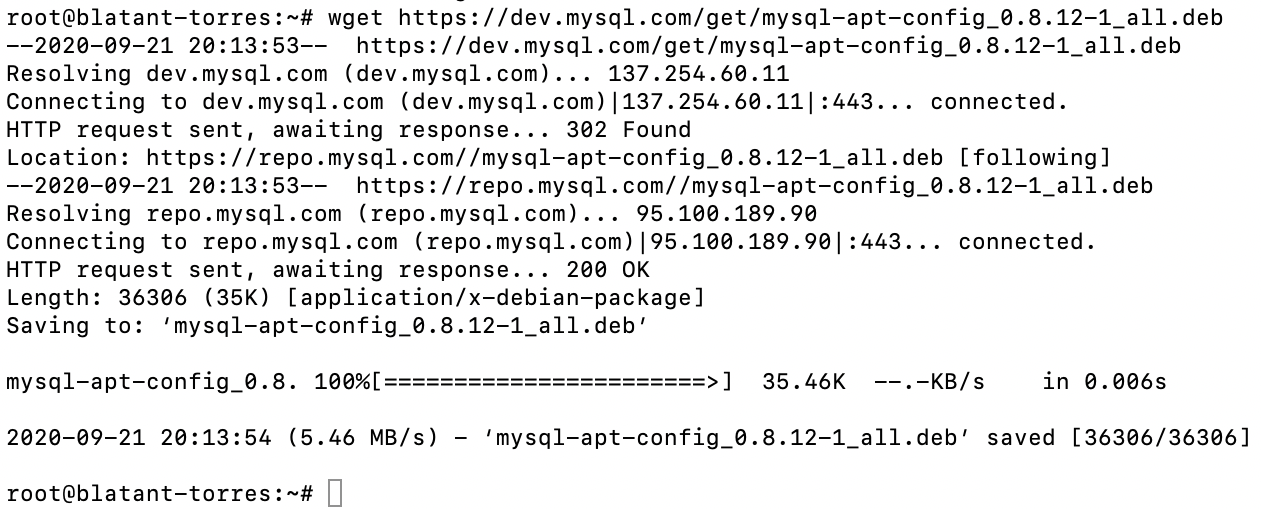 root@blatant-torres:~# wget https://dev.mysql.com/get/mysql-apt-config_0.8.12-1_all.deb
--2020-09-21 20:13:53--  https://dev.mysql.com/get/mysql-apt-config_0.8.12-1_all.deb
Resolving dev.mysql.com (dev.mysql.com)... 137.254.60.11
Connecting to dev.mysql.com (dev.mysql.com)|137.254.60.11|:443... connected.
HTTP request sent, awaiting response... 302 Found
Location: https://repo.mysql.com//mysql-apt-config_0.8.12-1_all.deb [following]
--2020-09-21 20:13:53--  https://repo.mysql.com//mysql-apt-config_0.8.12-1_all.deb
Resolving repo.mysql.com (repo.mysql.com)... 95.100.189.90
Connecting to repo.mysql.com (repo.mysql.com)|95.100.189.90|:443... connected.
HTTP request sent, awaiting response... 200 OK
Length: 36306 (35K) [application/x-debian-package]
Saving to: ‘mysql-apt-config_0.8.12-1_all.deb’
mysql-apt-config_0.8. 100%[=======================>]  35.46K  --.-KB/s    in 0.006s
2020-09-21 20:13:54 (5.46 MB/s) - ‘mysql-apt-config_0.8.12-1_all.deb’ saved [36306/36306]
root@blatant-torres:~#